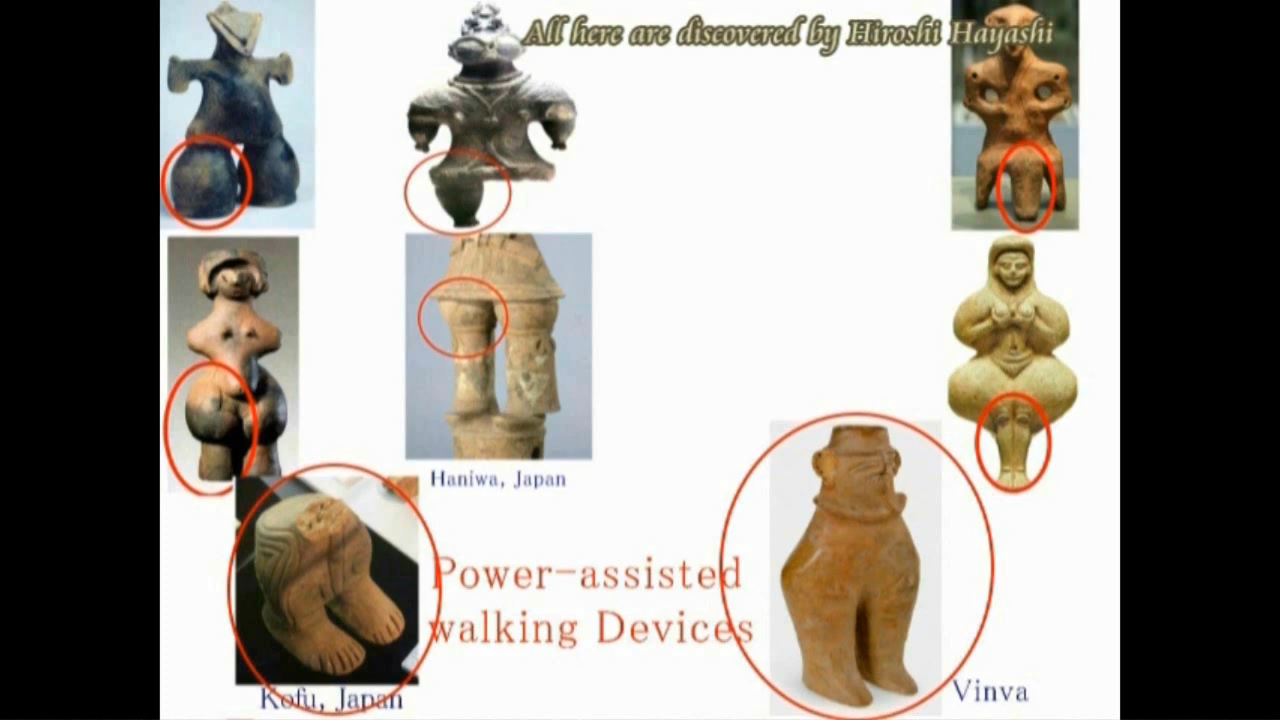 All here are discovered by Hiroshi Hayashi
Haniwa, Japan
Power-assisted
walking Devices
Kofu, Japan
Vinva